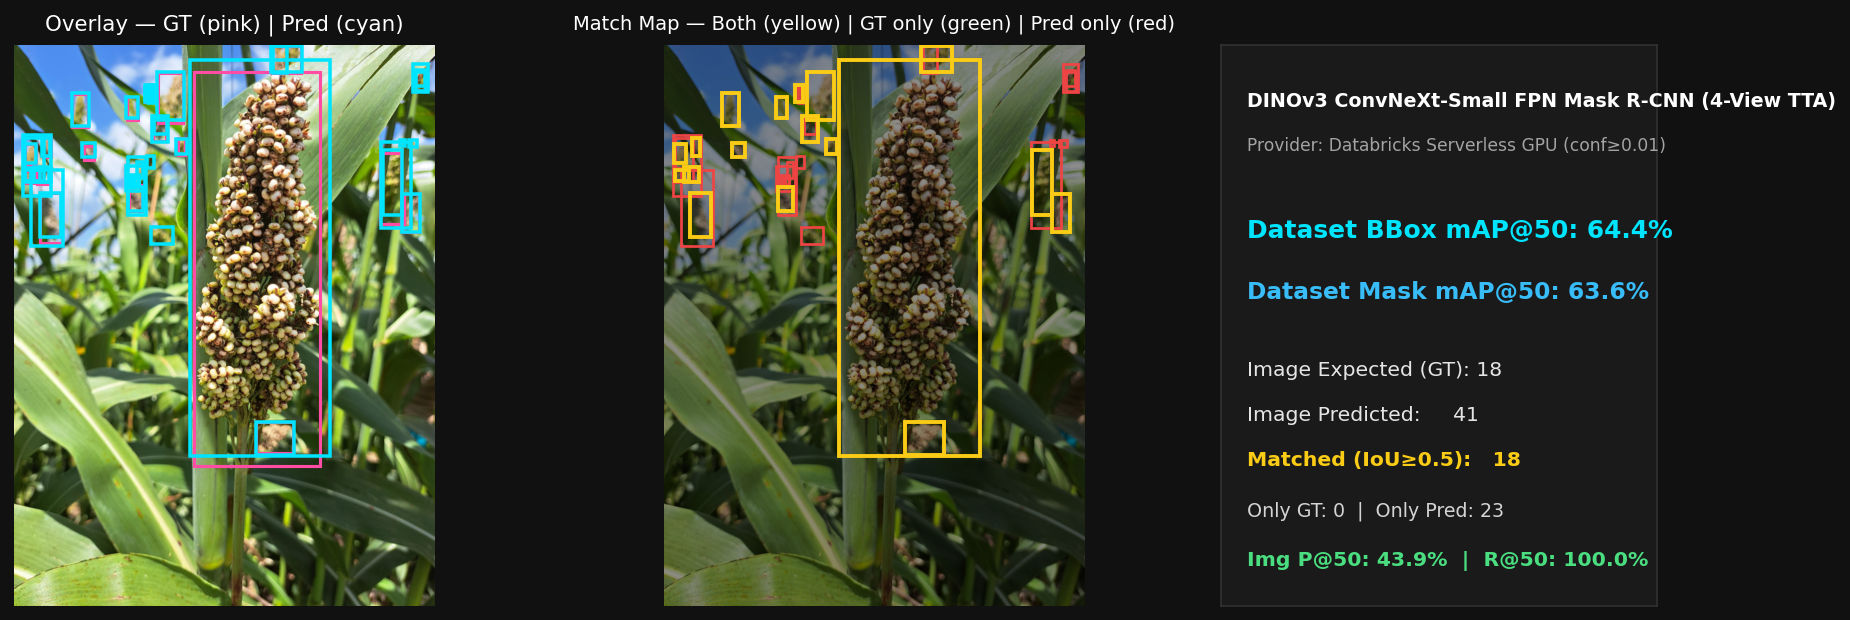 Overlay — GT (pink) | Pred (cyan)
Match Map — Both (yellow) | GT only (green) | Pred only (red)
DINOv3 ConvNeXt-Small FPN Mask R-CNN (4-View TTA)
Provider: Databricks Serverless GPU (conf≥0.01)
Dataset BBox mAP@50: 64.4%
Dataset Mask mAP@50: 63.6%
Image Expected (GT): 18
Image Predicted: 41
Matched (IoU≥0.5): 18
Only GT: 0 | Only Pred: 23
Img P@50: 43.9% | R@50: 100.0%